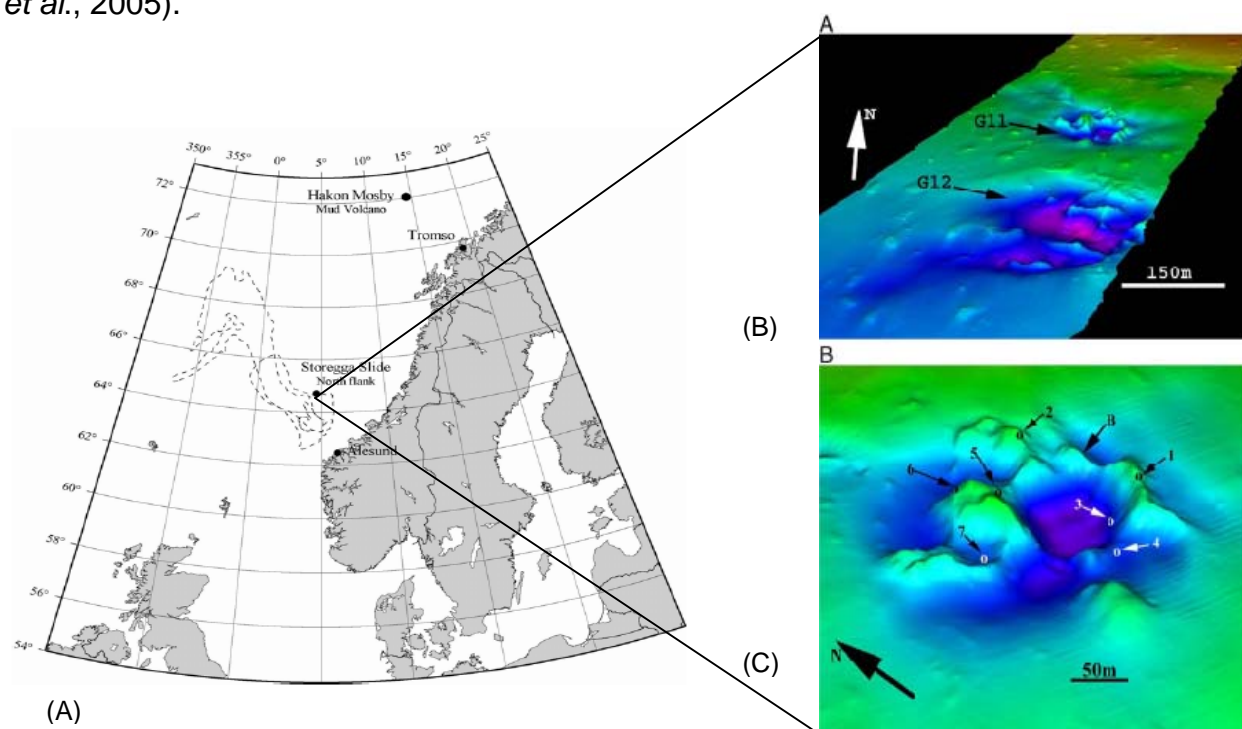 et al., 2005).
A
350° 355° 0° 5° 10° 15° 20° 25°
72°
70°
68°
66°
64°
62°
60°
58°
56°
54°
Hakon Mosby
Mud Volcano
Tromso
Storegga Slide
North flank
Alesund
(A)
(B)
N
G11
G12
150m
B
(C)
2
B
1
5
6
3
7
4
N
50m